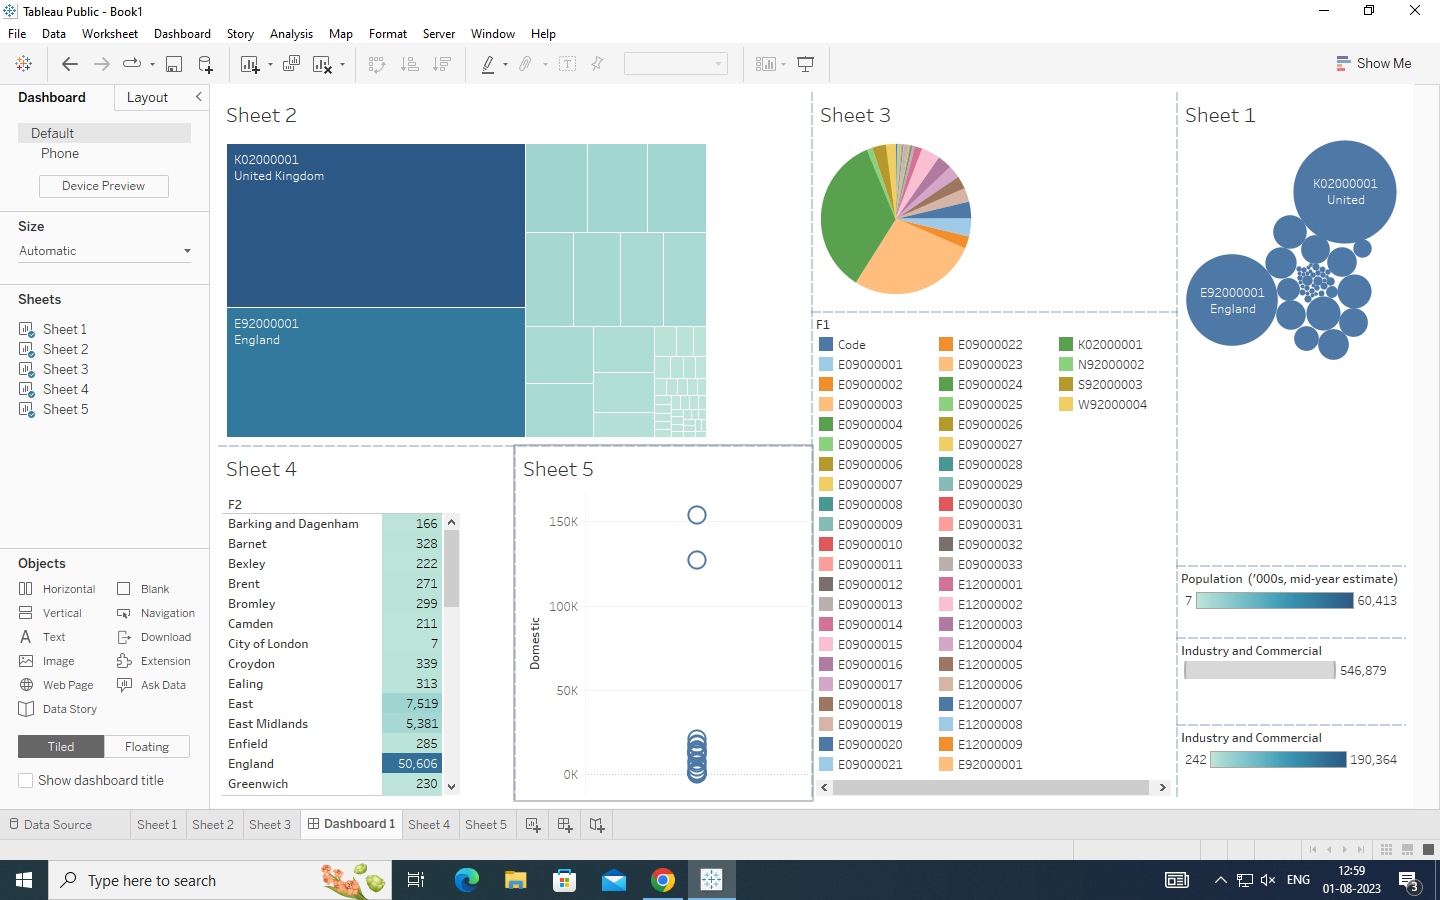 Tableau Public - Book1
File Data Worksheet Dashboard Story Analysis Map Format Server Window Help
Show Me
Dashboard Layout
Default
Phone
Device Preview
Size
Automatic
Sheets
Sheet 1
Sheet 2
Sheet 3
Sheet 4
Sheet 5
Objects
Horizontal Blank
Vertical Navigation
Text Download
Image Extension
Web Page Ask Data
Data Story
Tiled Floating
Show dashboard title
Sheet 2
K02000001
United Kingdom
E92000001
England
Sheet 3
F1
Code
E09000001
E09000002
E09000003
E09000004
E09000005
E09000006
E09000007
E09000008
E09000009
E09000010
E09000011
E09000012
E09000013
E09000014
E09000015
E09000016
E09000017
E09000018
E09000019
E09000020
E09000021
E09000022
E09000023
E09000024
E09000025
E09000026
E09000027
E09000028
E09000029
E09000030
E09000031
E09000032
E09000033
E12000001
E12000002
E12000003
E12000004
E12000005
E12000006
E12000007
E12000008
E12000009
E92000001
K02000001
N92000002
S92000003
W92000004
Sheet 1
K02000001
United
E92000001
England
Population ('000s, mid-year estimate)
7 60,413
Industry and Commercial
546,879
Industry and Commercial
242 190,364
Sheet 4
F2
Barking and Dagenham 166
Barnet 328
Bexley 222
Brent 271
Bromley 299
Camden 211
City of London 7
Croydon 339
Ealing 313
East 7,519
East Midlands 5,381
Enfield 285
England 50,606
Greenwich 230
Sheet 5
150K
100K
50K
0K
Domestic
Data Source Sheet 1 Sheet 2 Sheet 3 Dashboard 1 Sheet 4 Sheet 5
Type here to search
ENG
12:59
01-08-2023
3